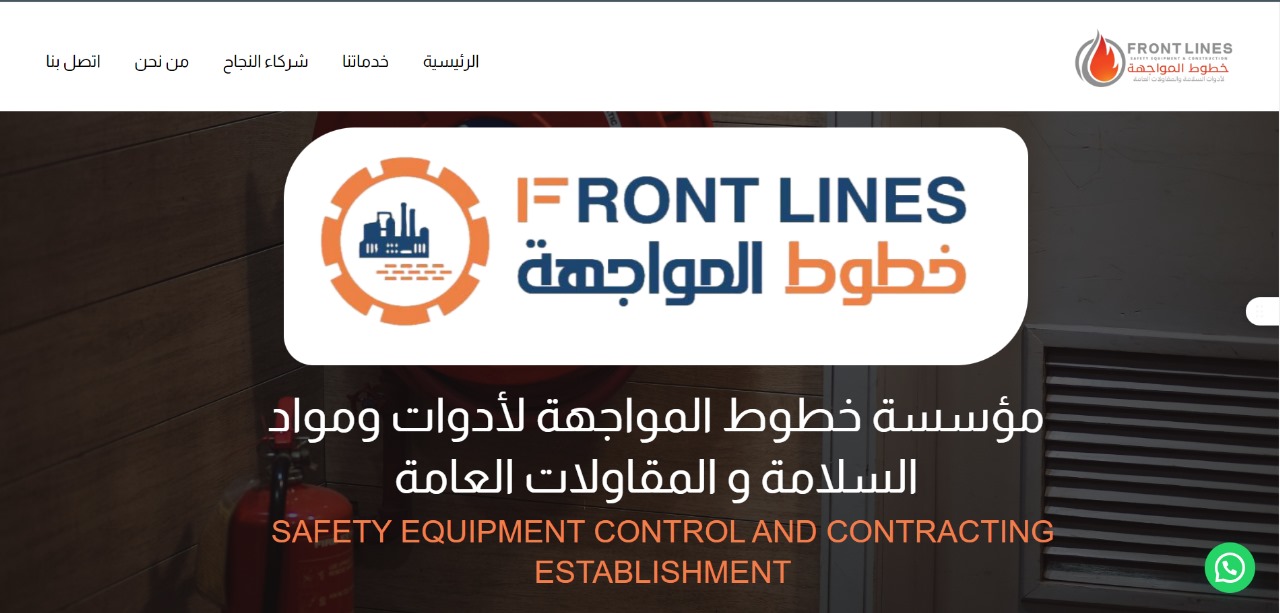 FRONT LINES
SAFETY EQUIPMENT & CONSTRUCTION
خطوط المواجهة
لأدوات السلامة والمقاولات العامة
الرئيسية خدماتنا شركاء النجاح من نحن اتصل بنا
FRONT LINES
خطوط المواجهة
مؤسسة خطوط المواجهة لأدوات ومواد
السلامة و المقاولات العامة
SAFETY EQUIPMENT CONTROL AND CONTRACTING
ESTABLISHMENT